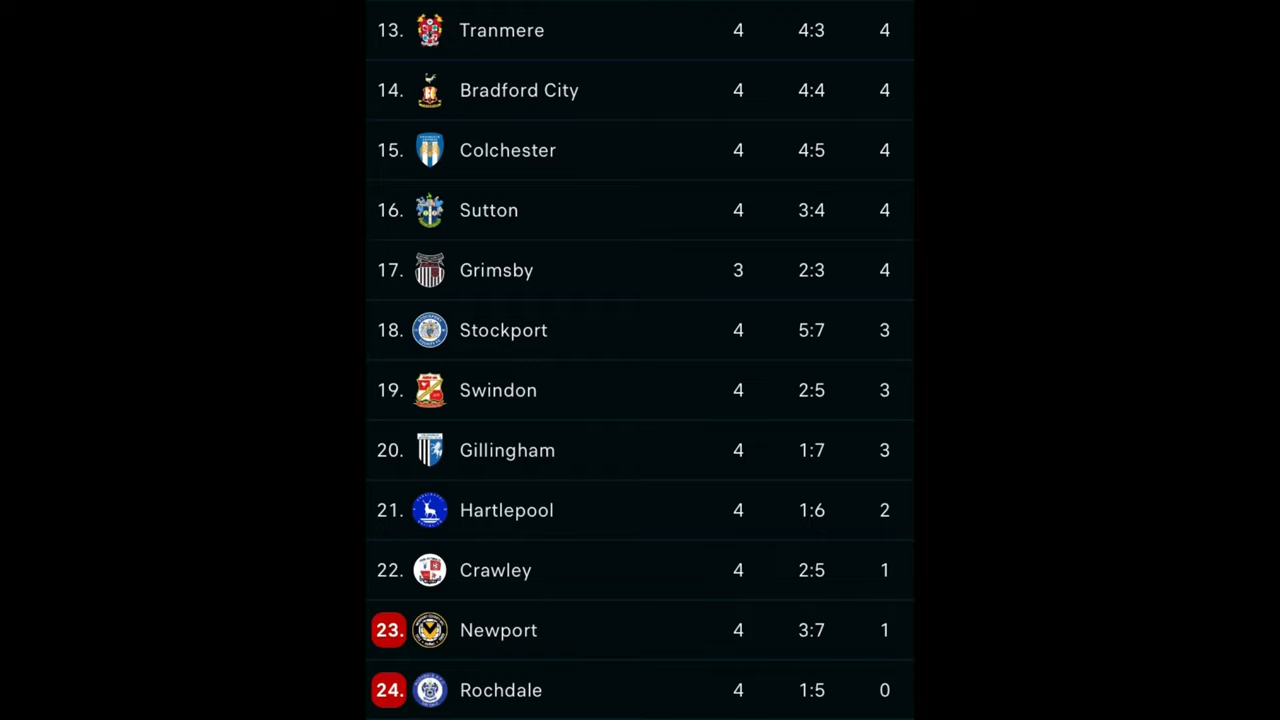 13. Tranmere 4 4:3 4
14. Bradford City 4 4:4 4
15. Colchester 4 4:5 4
16. Sutton 4 3:4 4
17. Grimsby 3 2:3 4
18. Stockport 4 5:7 3
19. Swindon 4 2:5 3
20. Gillingham 4 1:7 3
21. Hartlepool 4 1:6 2
22. Crawley 4 2:5 1
23. Newport 4 3:7 1
24. Rochdale 4 1:5 0